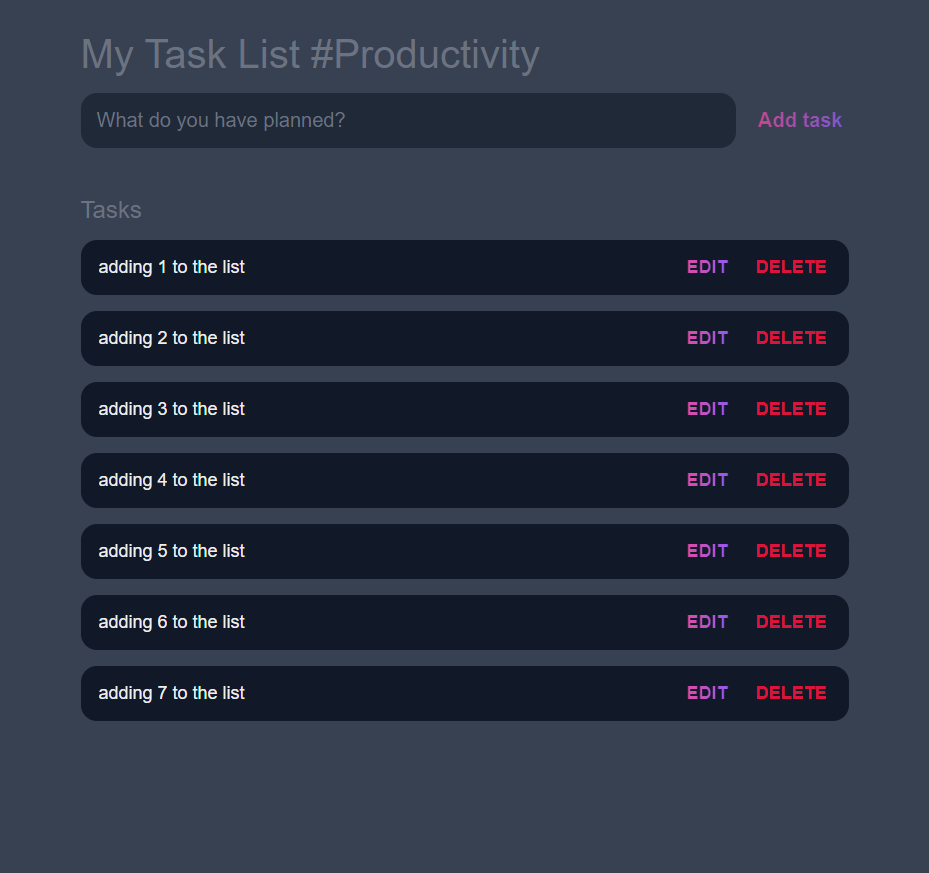 My Task List #Productivity
What do you have planned? Add task
Tasks
adding 1 to the list EDIT DELETE
adding 2 to the list EDIT DELETE
adding 3 to the list EDIT DELETE
adding 4 to the list EDIT DELETE
adding 5 to the list EDIT DELETE
adding 6 to the list EDIT DELETE
adding 7 to the list EDIT DELETE